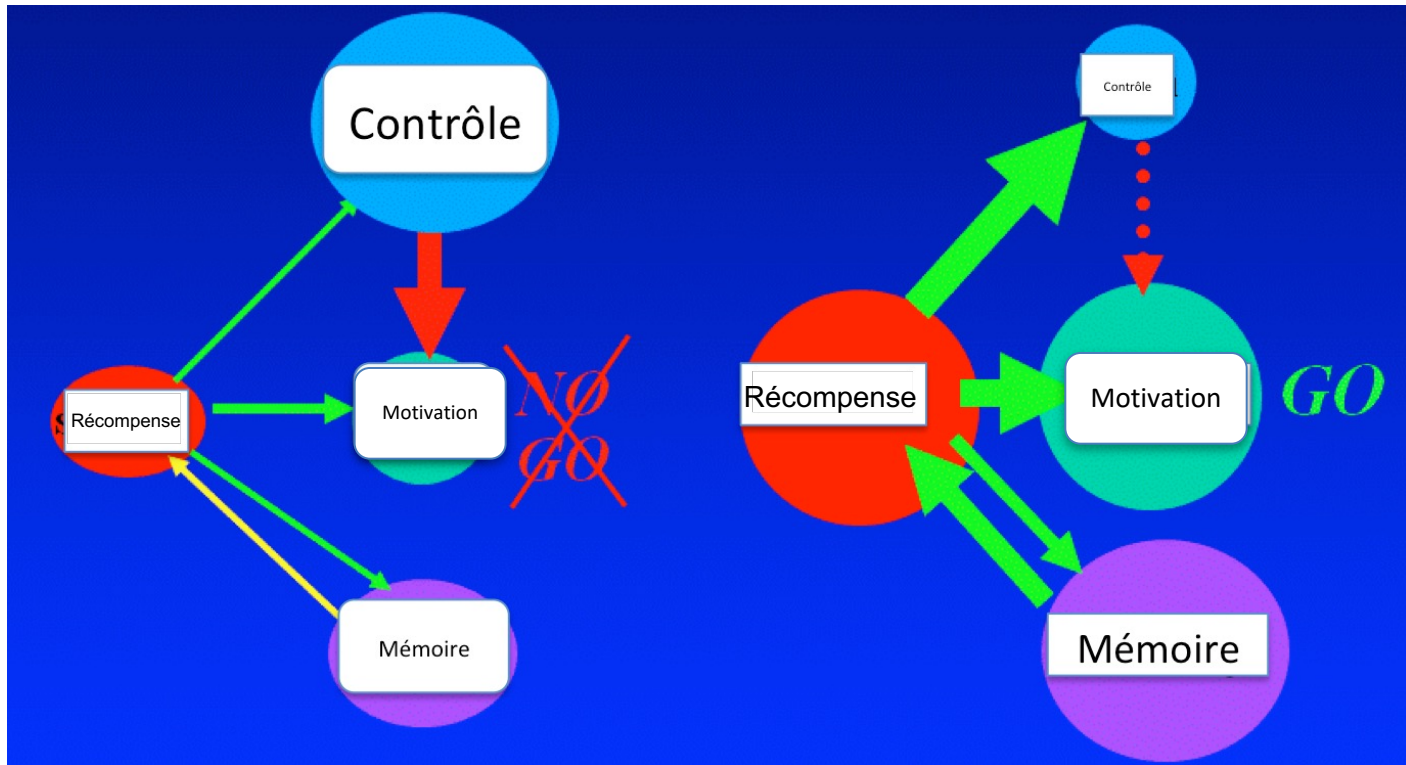 Contrôle
Récompense
Motivation
NO
GO
Mémoire
Contrôle
Récompense
Motivation
GO
Mémoire